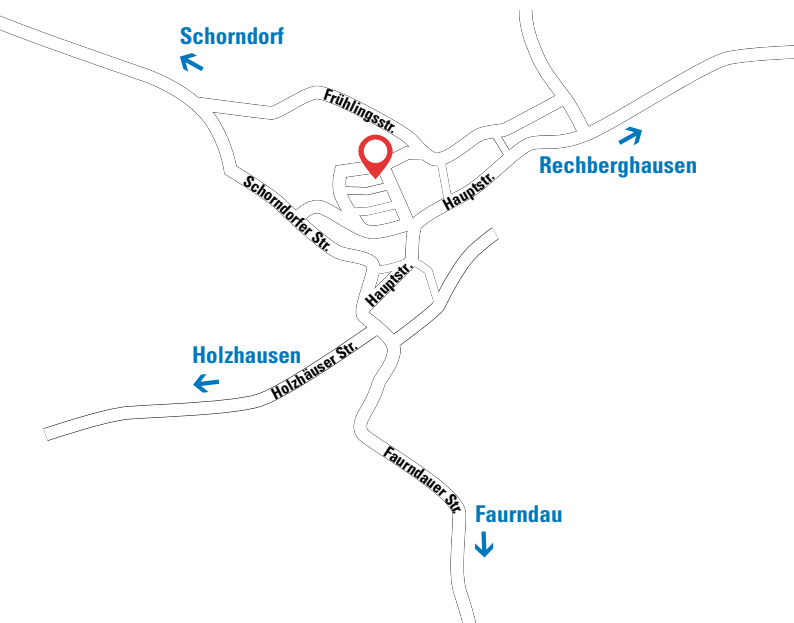 Schorndorf
Frühlingsstr.
Rechberghausen
Hauptstr.
Schorndorfer Str.
Hauptstr.
Holzhausen
Holzhäuser Str.
Faurndauer Str.
Faurndau